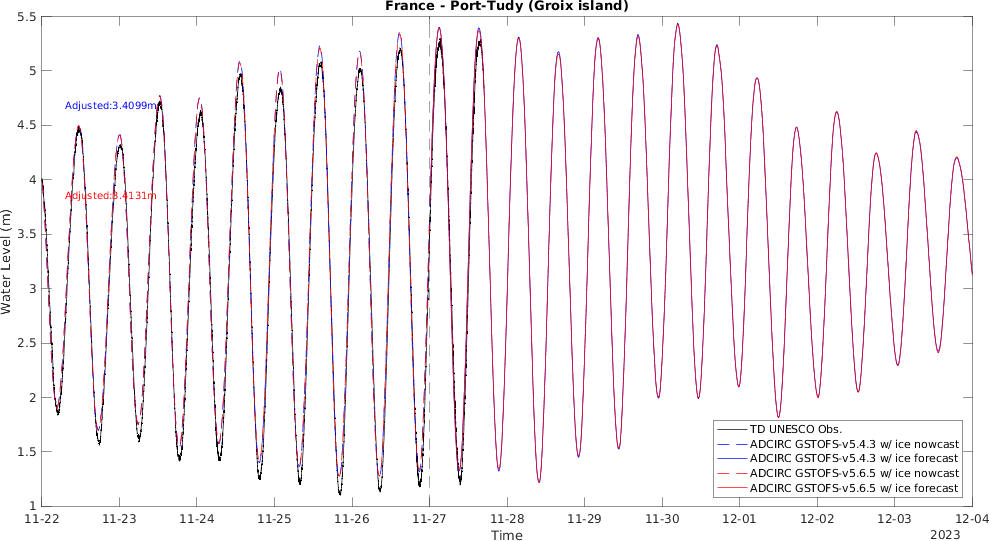 France - Port-Tudy (Groix island)
5.5
5
4.5
4
3.5
3
2.5
2
1.5
1
Water Level (m)
Adjusted:3.4099m
Adjusted:3.4131m
TD UNESCO Obs.
ADCIRC GSTOFS-v5.4.3 w/ ice nowcast
ADCIRC GSTOFS-v5.4.3 w/ ice forecast
ADCIRC GSTOFS-v5.6.5 w/ ice nowcast
ADCIRC GSTOFS-v5.6.5 w/ ice forecast
11-22 11-23 11-24 11-25 11-26 11-27 11-28 11-29 11-30 12-01 12-02 12-03 12-04
Time
2023